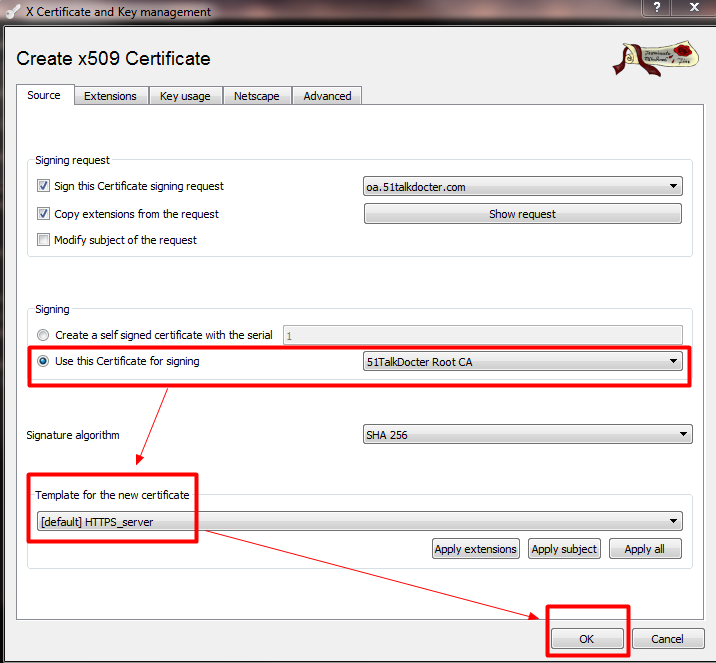 X Certificate and Key management
?
Create x509 Certificate
Source
Extensions
Key usage
Netscape
Advanced
Signing request
Sign this Certificate signing request
oa.51talkdocter.com
Copy extensions from the request
Show request
Modify subject of the request
Signing
Create a self signed certificate with the serial
1
Use this Certificate for signing
51TalkDocter Root CA
Signature algorithm
SHA 256
Template for the new certificate
[default] HTTPS_server
Apply extensions
Apply subject
Apply all
OK
Cancel